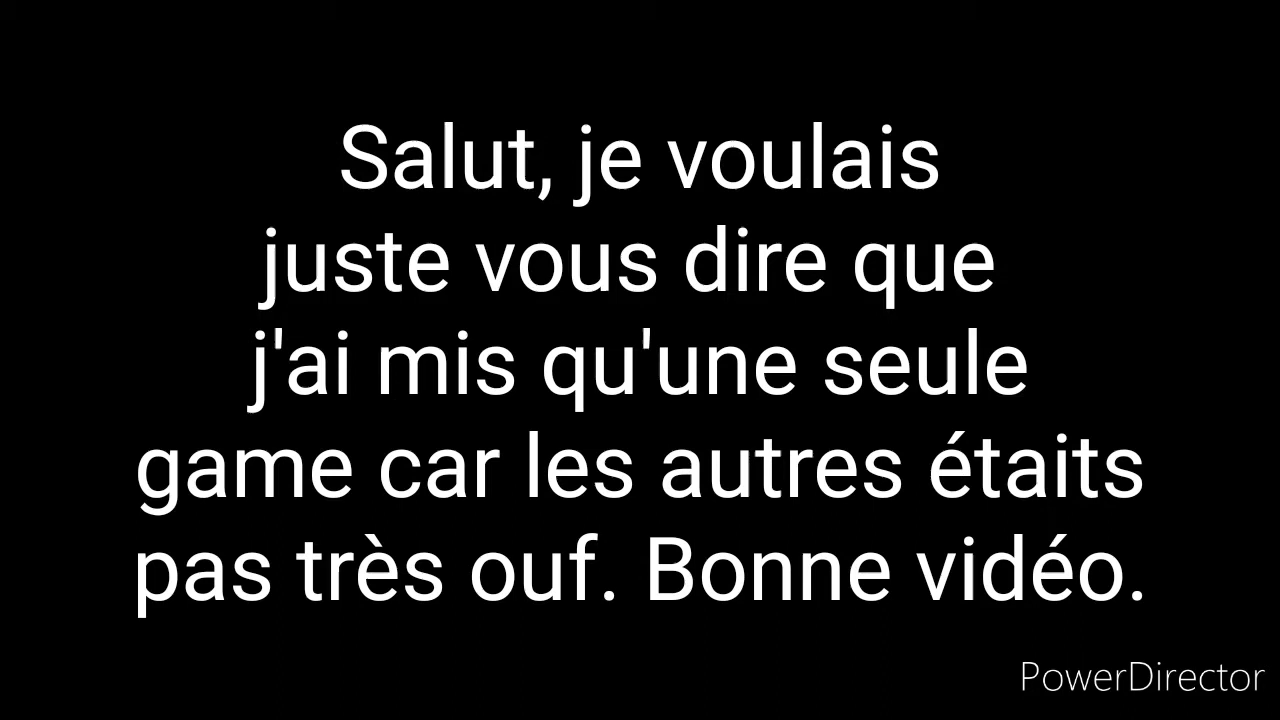 Salut, je voulais
juste vous dire que
j'ai mis qu'une seule
game car les autres étaits
pas très ouf. Bonne vidéo.
PowerDirector